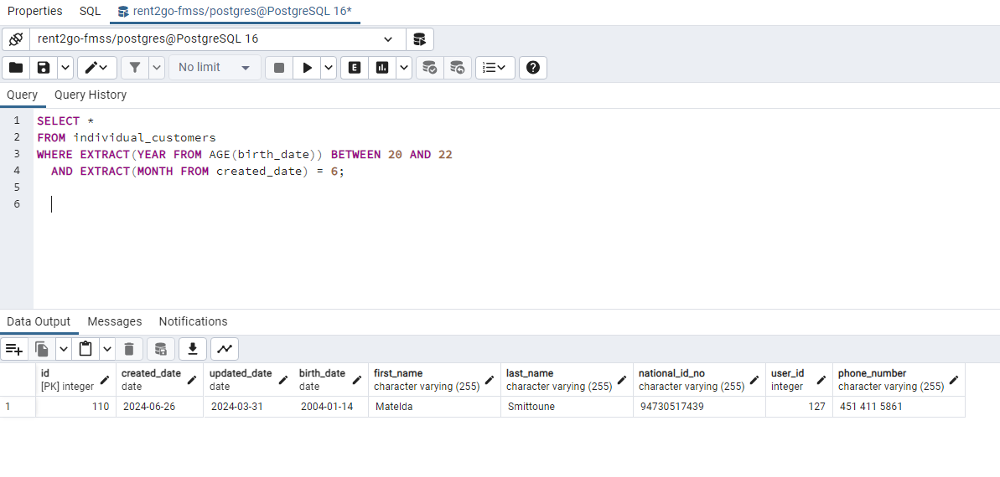 Properties SQL rent2go-fmss/postgres@PostgreSQL 16*
rent2go-fmss/postgres@PostgreSQL 16
No limit E
Query Query History
1 SELECT *
2 FROM individual_customers
3 WHERE EXTRACT(YEAR FROM AGE(birth_date)) BETWEEN 20 AND 22
4 AND EXTRACT(MONTH FROM created_date) = 6;
5
6
Data Output Messages Notifications
id created_date updated_date birth_date first_name last_name national_id_no user_id phone_number
[PK] integer date date date character varying (255) character varying (255) character varying (255) integer character varying (255)
1 110 2024-06-26 2024-03-31 2004-01-14 Matelda Smittoune 94730517439 127 451 411 5861